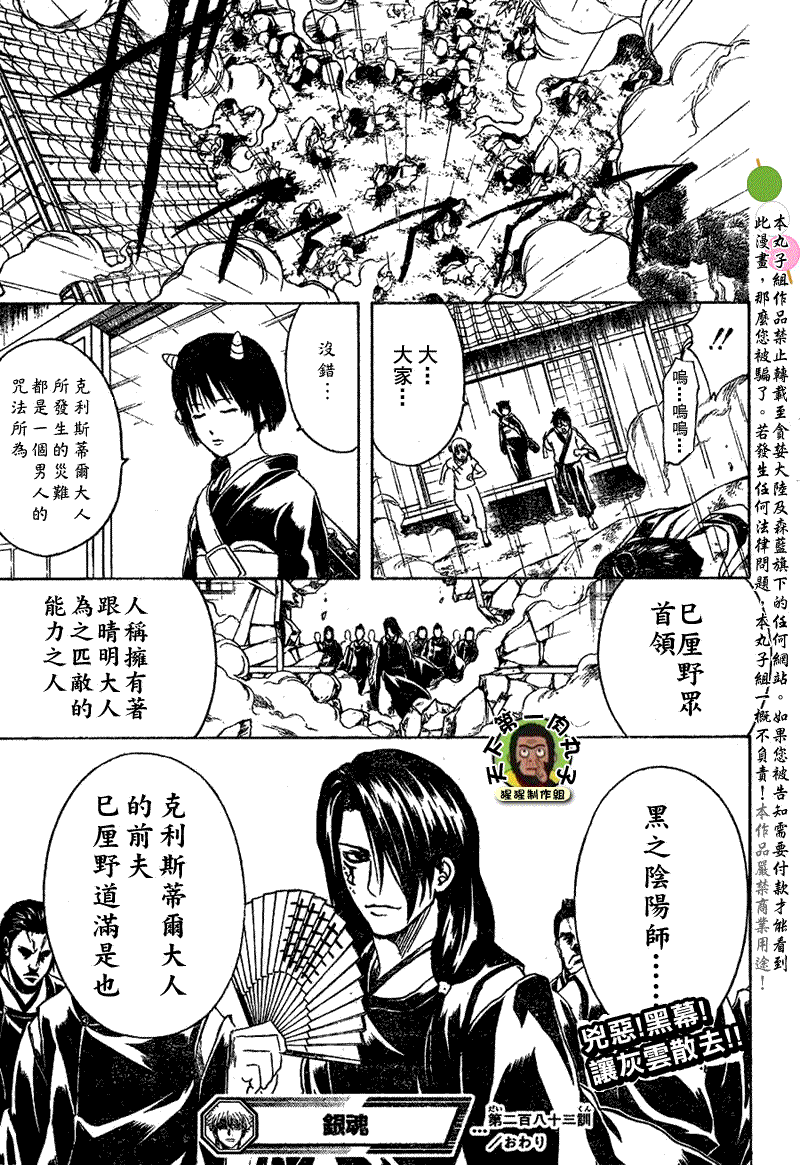 アアアアア
!!
嗚…嗚嗚…
大…
大家…
沒錯…
克利斯蒂爾大人
所發生的災難
都是一個男人的
咒法所為
巳厘野眾
首領
人稱擁有著
跟晴明大人
為之匹敵的
能力之人
天下第一肉丸子
猩猩制作組
黑之陰陽師……
克利斯蒂爾大人
的前夫
巳厘野道滿是也
兇惡!黑幕!
讓灰雲散去!!
銀魂
…第二百八十三訓
だい
くん
／おわり
本丸子組作品禁止轉載至貪婪大陸及森藍旗下的任何網站。如果您被告知需要付款才能看到
此漫畫，那麼您被騙了。若發生任何法律問題，本丸子組一概不負責！本作品嚴禁商業用途！